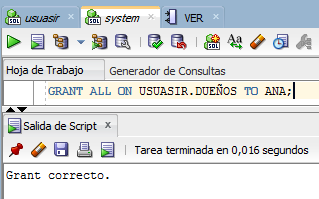 usuasir
system
VER
Hoja de Trabajo
Generador de Consultas
GRANT ALL ON USUASIR.DUEÑOS TO ANA;
Salida de Script
Tarea terminada en 0,016 segundos
Grant correcto.